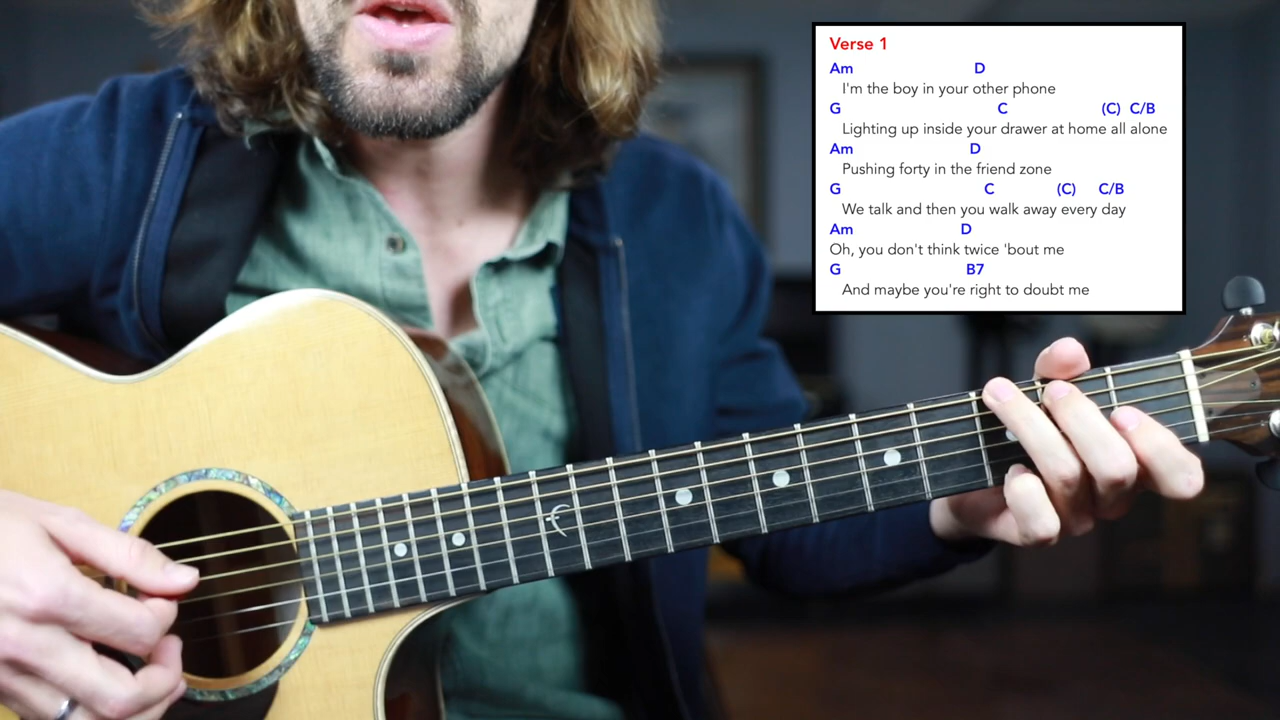 Verse 1
Am D
I'm the boy in your other phone
G C (C) C/B
Lighting up inside your drawer at home all alone
Am D
Pushing forty in the friend zone
G C (C) C/B
We talk and then you walk away every day
Am D
Oh, you don't think twice 'bout me
G B7
And maybe you're right to doubt me